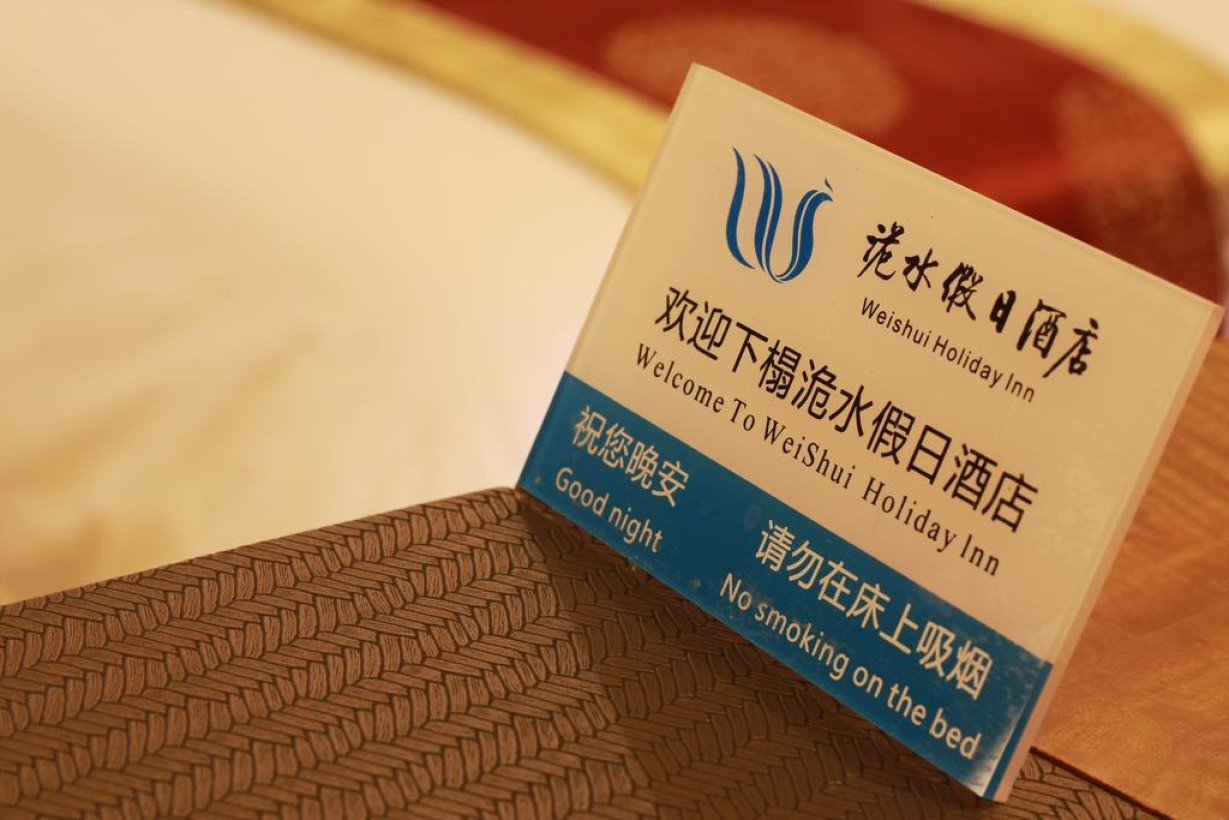 洈水假日酒店
Weishui Holiday Inn
欢迎下榻洈水假日酒店
Welcome To WeiShui Holiday Inn
祝您晚安
Good night
请勿在床上吸烟
No smoking on the bed